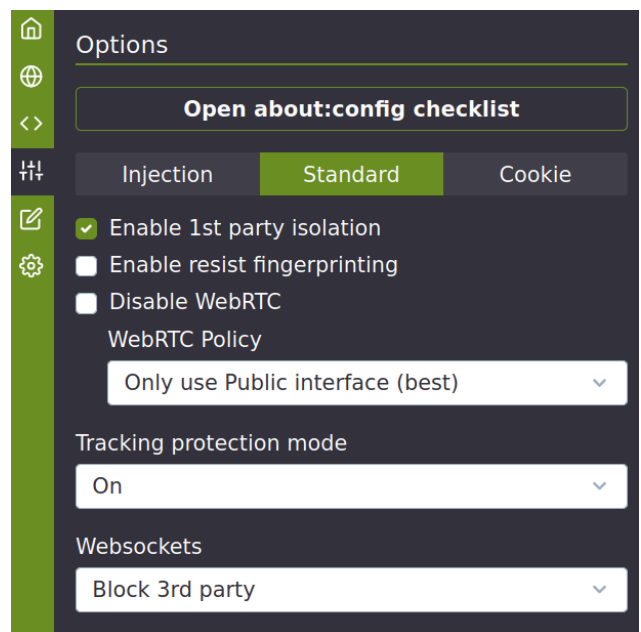 Options
Open about:config checklist
Injection Standard Cookie
Enable 1st party isolation
Enable resist fingerprinting
Disable WebRTC
WebRTC Policy
Only use Public interface (best)
Tracking protection mode
On
Websockets
Block 3rd party